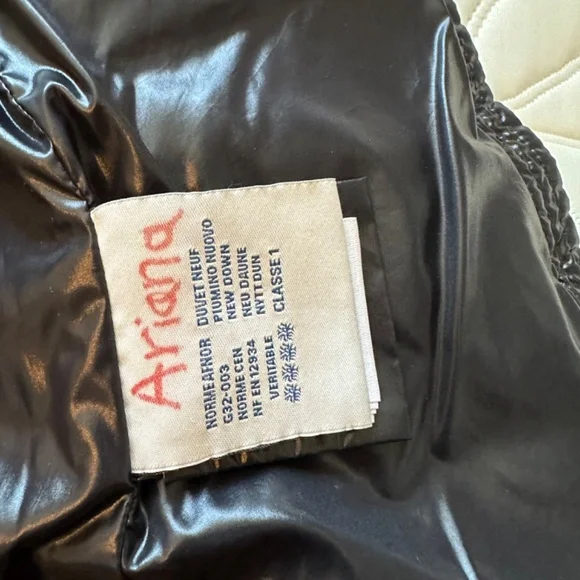 Ariana
NORME AFNOR DUVET NEUF
G32-003 PIUMINO NUOVO
NORME CEN NEW DOWN
NF EN 12934 NEU DAUNE
VERITABLE NYTT DUN
CLASSE 1